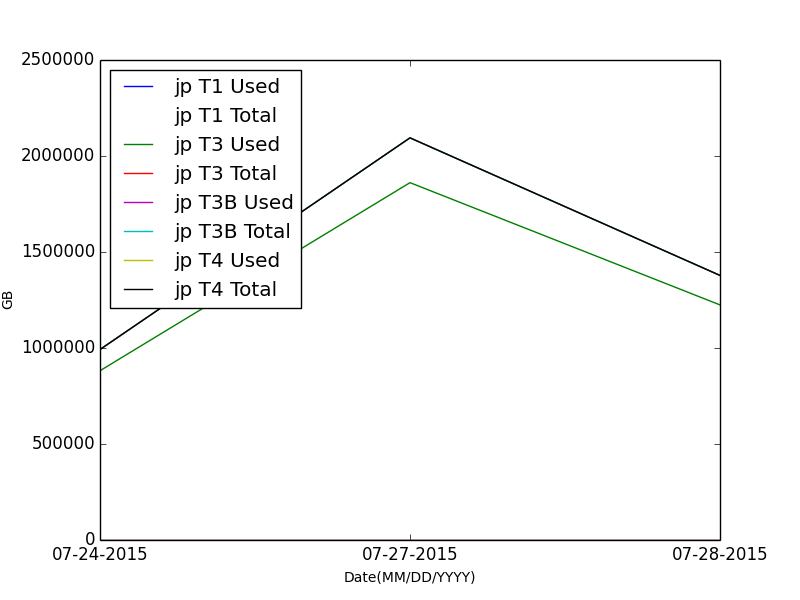 2500000
2000000
1500000
1000000
500000
0
GB
jp T1 Used
jp T1 Total
jp T3 Used
jp T3 Total
jp T3B Used
jp T3B Total
jp T4 Used
jp T4 Total
07-24-2015 07-27-2015 07-28-2015
Date(MM/DD/YYYY)